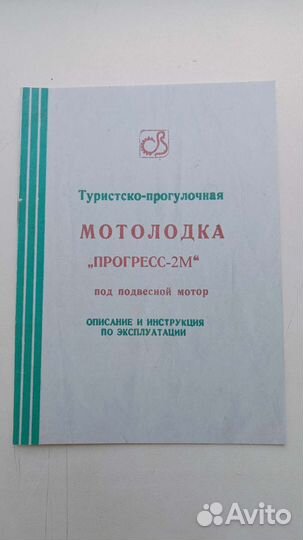 Туристско-прогулочная
МОТОЛОДКА
„ПРОГРЕСС-2М“
под подвесной мотор
ОПИСАНИЕ И ИНСТРУКЦИЯ
ПО ЭКСПЛУАТАЦИИ
Avito